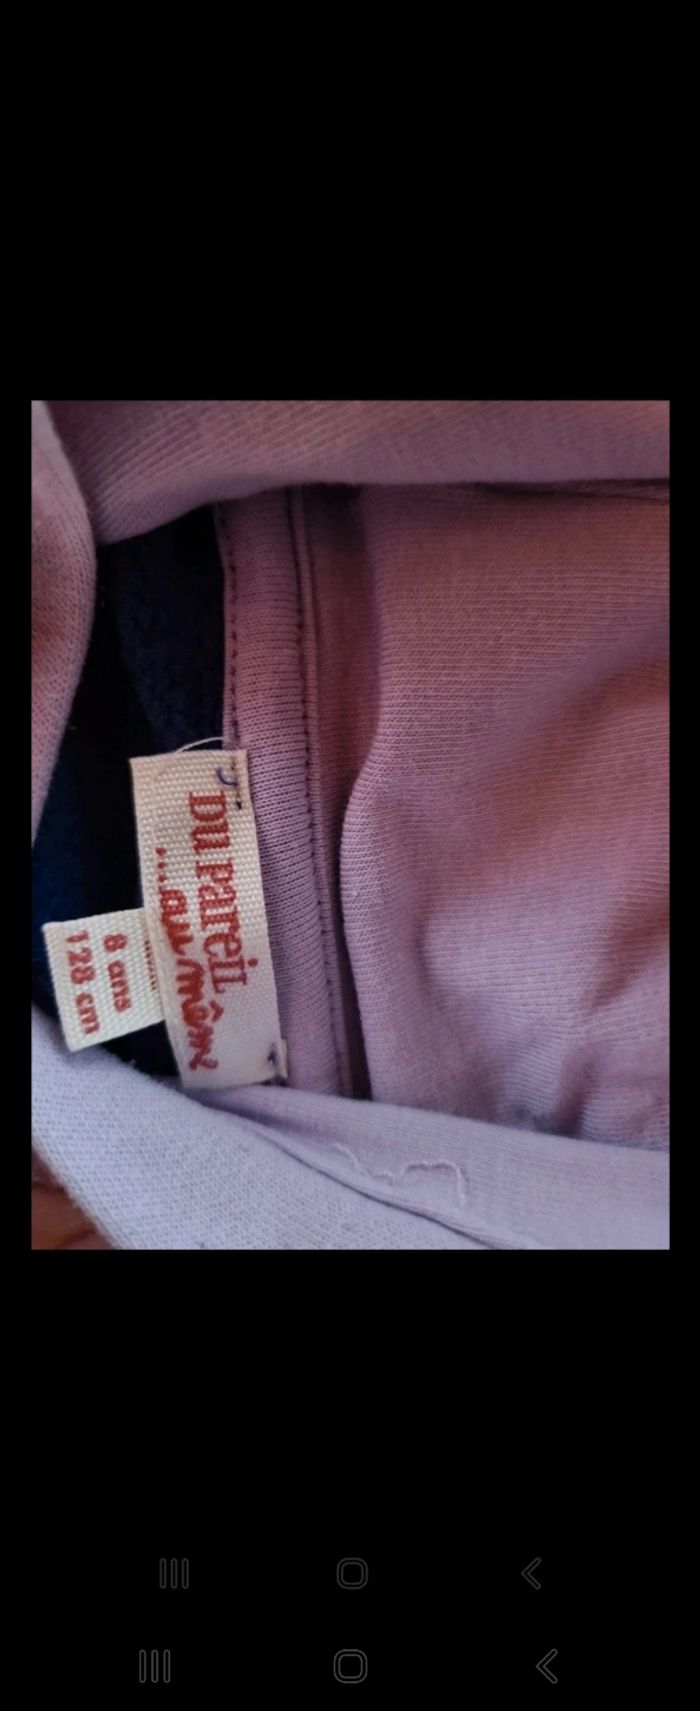 DU PAREIL
...au même
8 ans
128 cm